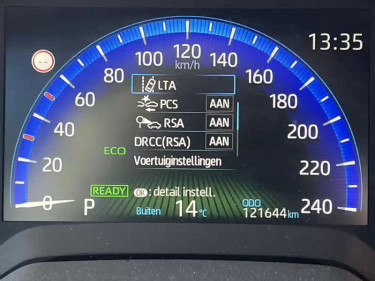 13:35
120
100 140
km/h
80 160
LTA
60 PCS AAN 180
40 RSA AAN 200
ECO DRCC(RSA) AAN
20 Voertuiginstellingen 220
READY OK : detail instell.
0 P Buiten 14°C ODO 121644 km 240